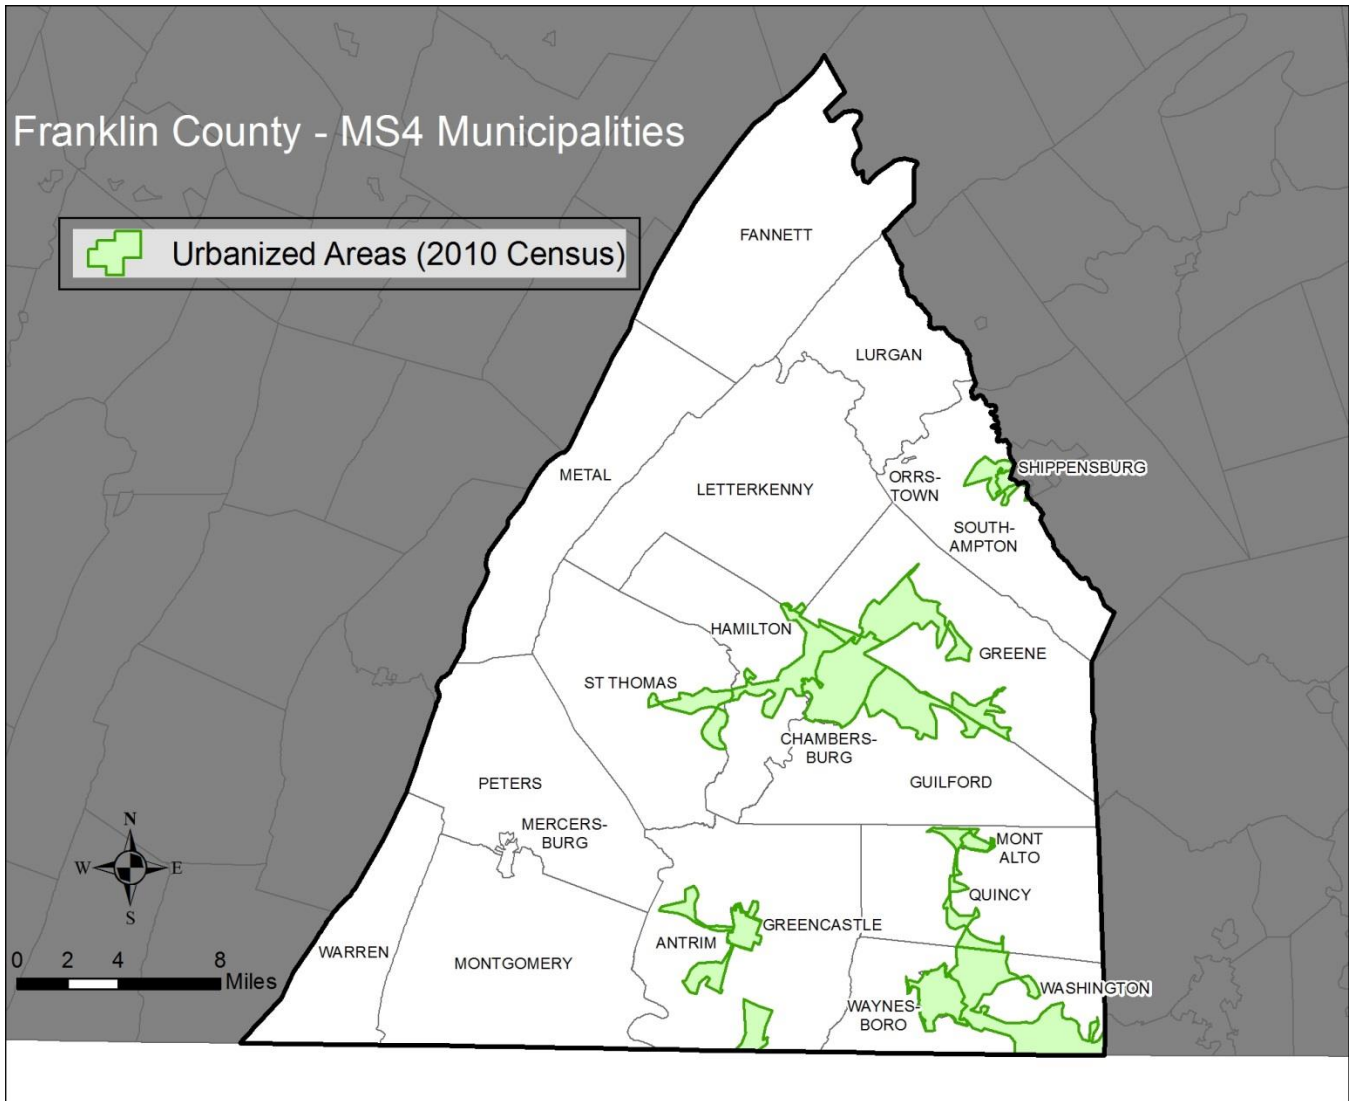 Franklin County - MS4 Municipalities
Urbanized Areas (2010 Census)
FANNETT
LURGAN
METAL
LETTERKENNY
ORRS-
TOWN
SHIPPENSBURG
SOUTH-
AMPTON
HAMILTON
GREENE
ST THOMAS
CHAMBERS-
BURG
GUILFORD
PETERS
MERCERS-
BURG
MONT
ALTO
QUINCY
GREENCASTLE
ANTRIM
WARREN
MONTGOMERY
WASHINGTON
WAYNES-
BORO
N
W E
S
0 2 4 8
Miles